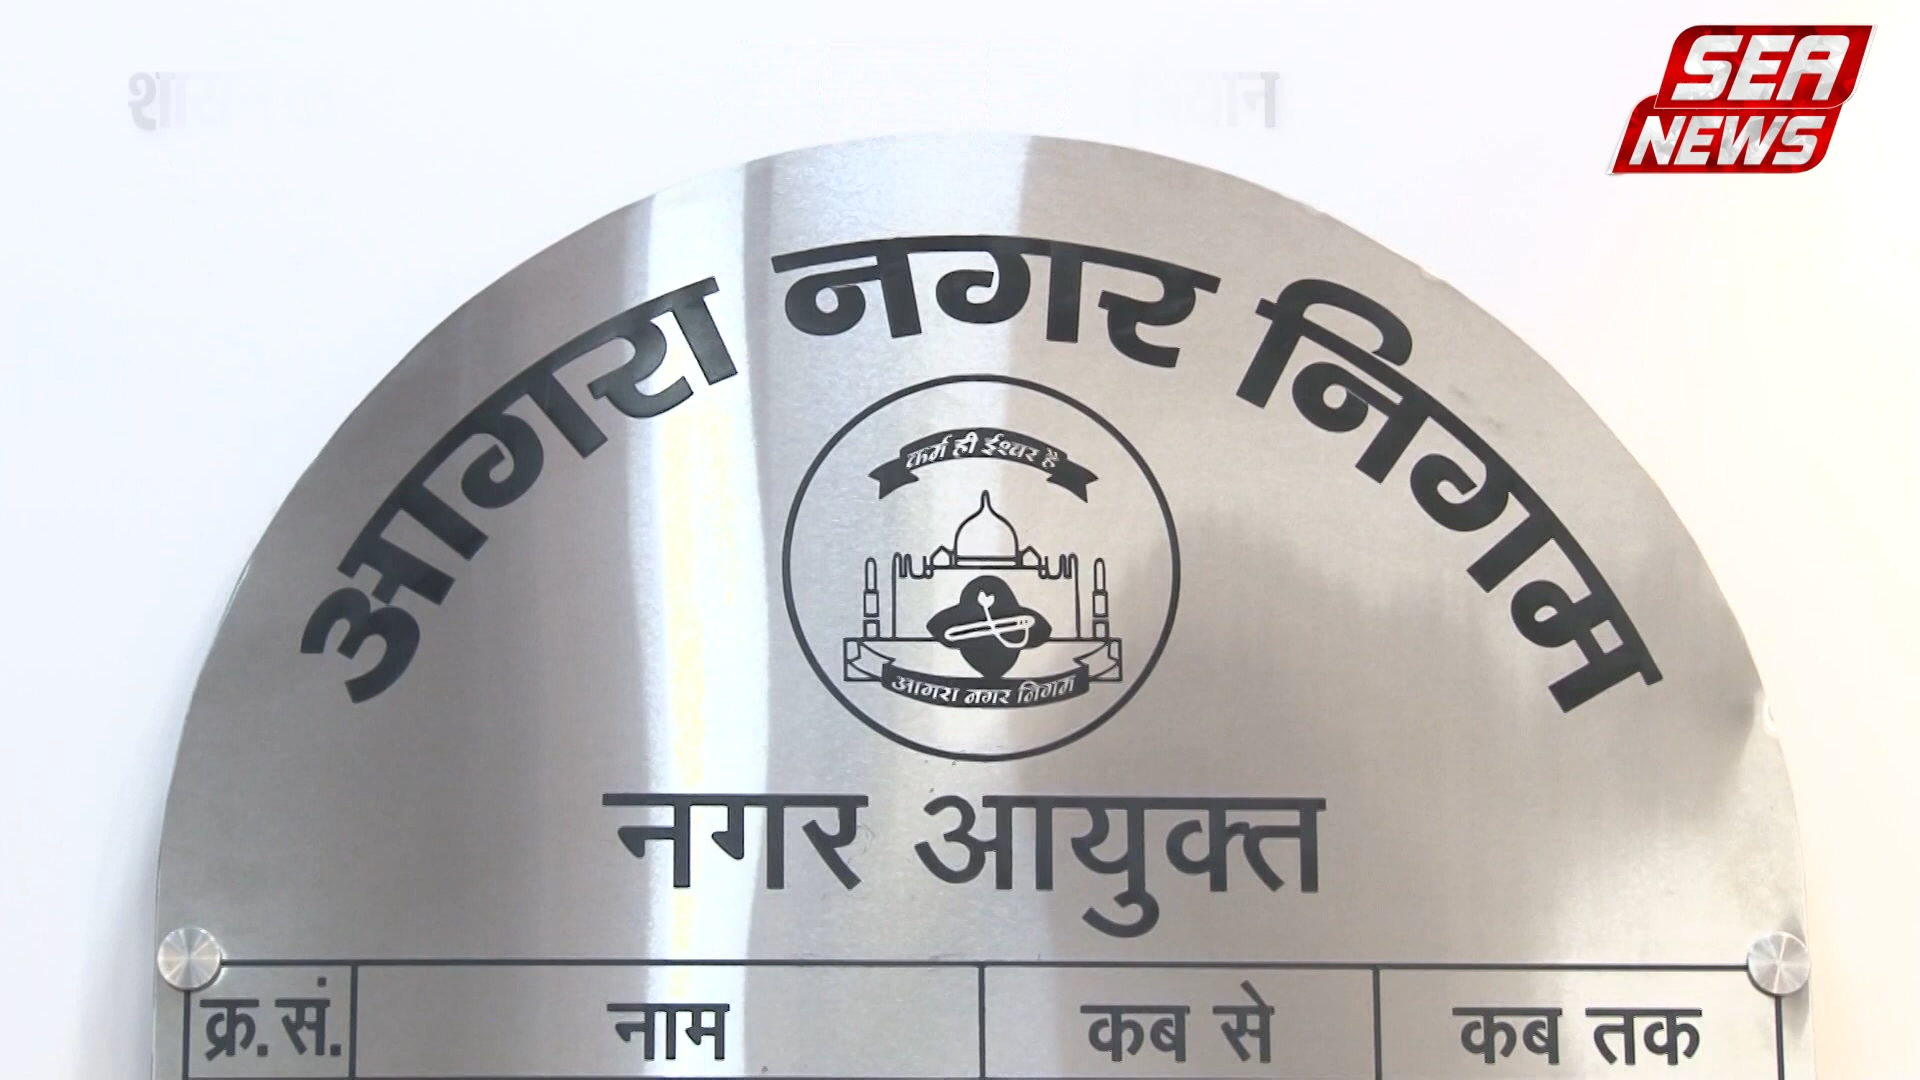 SEA
NEWS
आगरा नगर निगम
कर्म ही ईश्वर है
आगरा नगर निगम
नगर आयुक्त
क्र. सं. नाम कब से कब तक